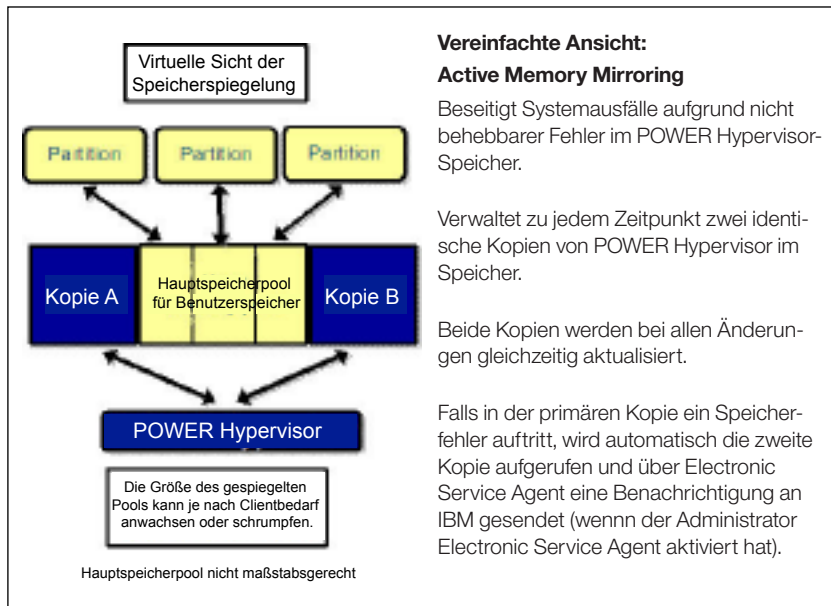 Virtuelle Sicht der
Speicherspiegelung
Partition
Partition
Partition
Kopie A
Hauptspeicherpool
für Benutzerspeicher
Kopie B
POWER Hypervisor
Die Größe des gespiegelten
Pools kann je nach Clientbedarf
anwachsen oder schrumpfen.
Hauptspeicherpool nicht maßstabsgerecht
Vereinfachte Ansicht:
Active Memory Mirroring
Beseitigt Systemausfälle aufgrund nicht
behebbarer Fehler im POWER Hypervisor-
Speicher.
Verwaltet zu jedem Zeitpunkt zwei identi-
sche Kopien von POWER Hypervisor im
Speicher.
Beide Kopien werden bei allen Änderun-
gen gleichzeitig aktualisiert.
Falls in der primären Kopie ein Speicher-
fehler auftritt, wird automatisch die zweite
Kopie aufgerufen und über Electronic
Service Agent eine Benachrichtigung an
IBM gesendet (wennn der Administrator
Electronic Service Agent aktiviert hat).